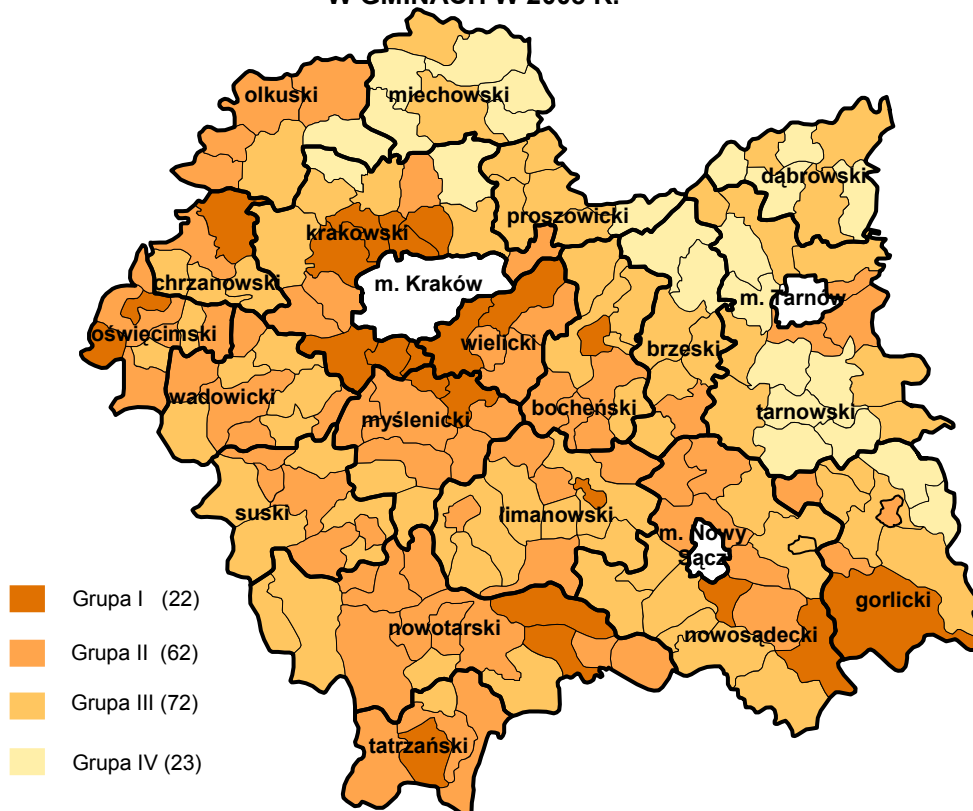 W GMINACH W R.
olkuski
miechowski
dąbrowski
proszowicki
krakowski
chrzanowski
m. Kraków
m. Tarnów
oświęcimski
wielicki
brzeski
wadowicki
myślenicki
bocheński
tarnowski
suski
limanowski
m. Nowy
Sącz
gorlicki
nowotarski
nowosądecki
tatrzański
Grupa I (22)
Grupa II (62)
Grupa III (72)
Grupa IV (23)